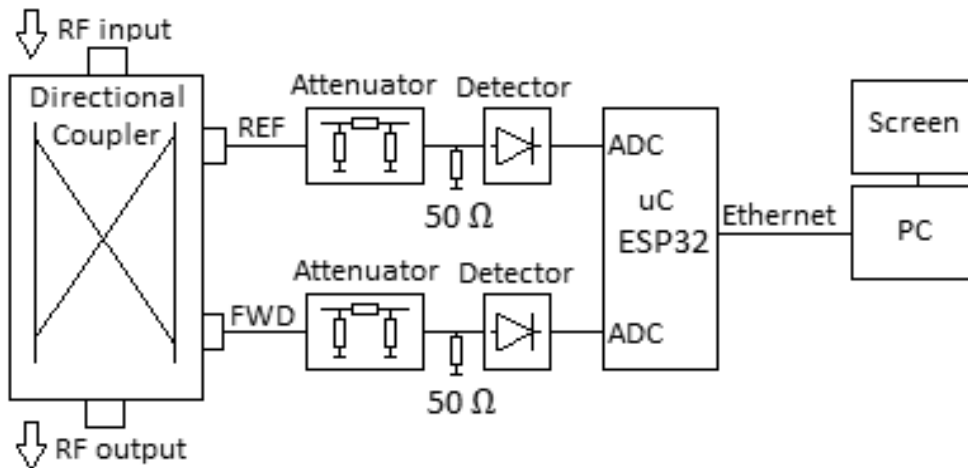 RF input
Directional
Coupler
REF
Attenuator
Detector
50 Ω
FWD
Attenuator
Detector
50 Ω
ADC
uC
ESP32
ADC
Ethernet
Screen
PC
RF output